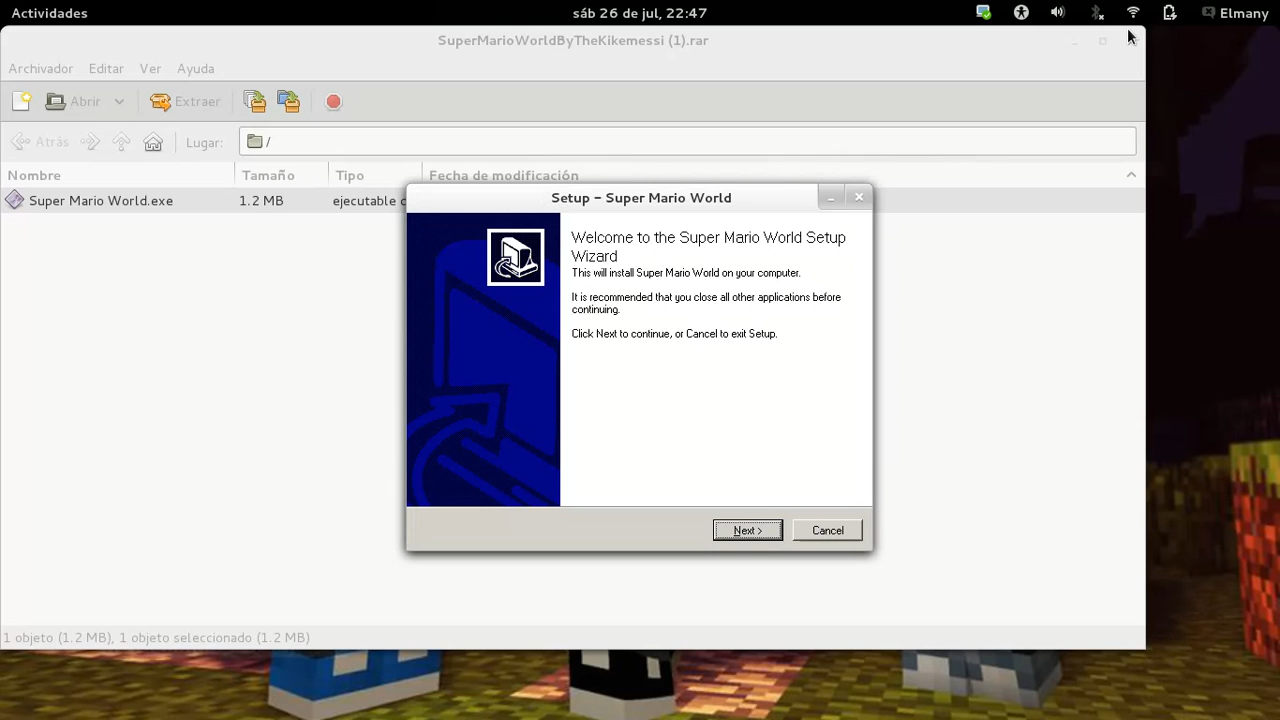 Actividades
sáb 26 de jul, 22:47
Elmany
SuperMarioWorldByTheKikemessi (1).rar
Archivador Editar Ver Ayuda
Abrir Extraer
Atrás Lugar: /
Nombre Tamaño Tipo Fecha de modificación
Super Mario World.exe 1.2 MB ejecutable
Setup – Super Mario World
Welcome to the Super Mario World Setup
Wizard
This will install Super Mario World on your computer.
It is recommended that you close all other applications before
continuing.
Click Next to continue, or Cancel to exit Setup.
Next > Cancel
1 objeto (1.2 MB), 1 objeto seleccionado (1.2 MB)